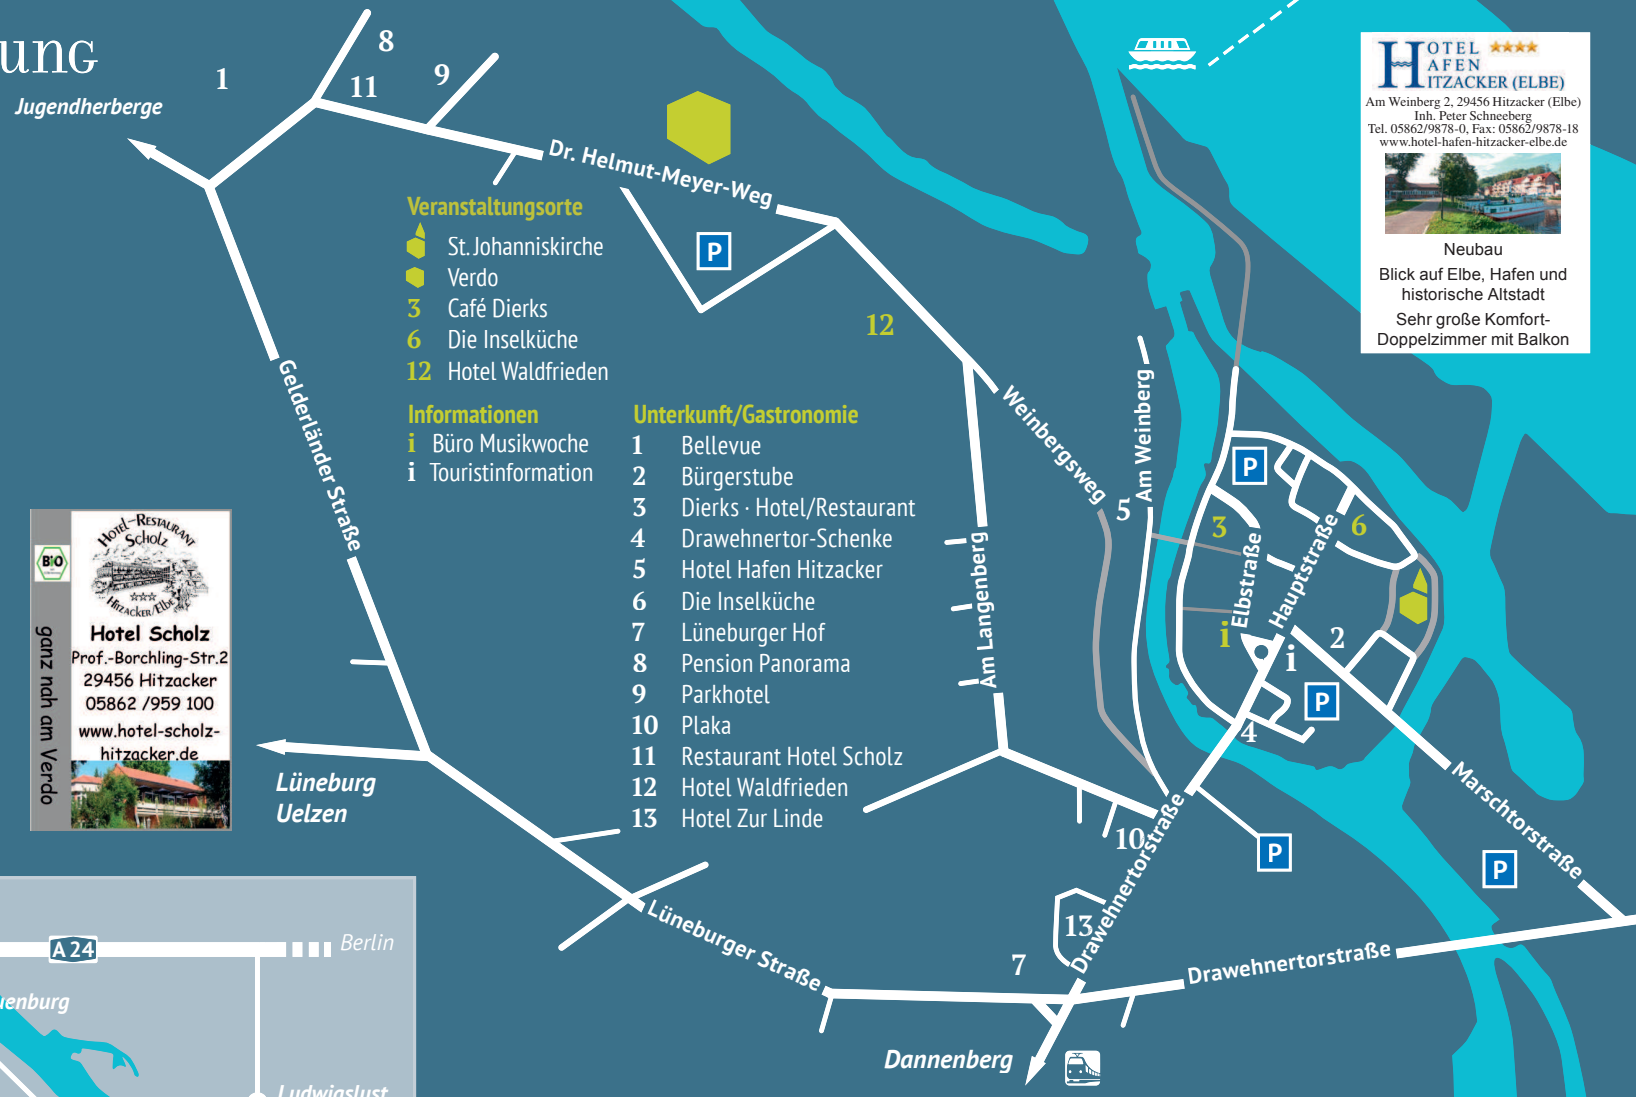 ung
Jugendherberge
1
8
11
9
Dr. Helmut-Meyer-Weg
P
12
Veranstaltungsorte
St. Johanniskirche
Verdo
3 Café Dierks
6 Die Inselküche
12 Hotel Waldfrieden
Informationen
i Büro Musikwoche
i Touristinformation
Unterkunft/Gastronomie
1 Bellevue
2 Bürgerstube
3 Dierks · Hotel/Restaurant
4 Drawehnertor-Schenke
5 Hotel Hafen Hitzacker
6 Die Inselküche
7 Lüneburger Hof
8 Pension Panorama
9 Parkhotel
10 Plaka
11 Restaurant Hotel Scholz
12 Hotel Waldfrieden
13 Hotel Zur Linde
HOTEL
HAFEN
HITZACKER (ELBE)
Am Weinberg 2, 29456 Hitzacker (Elbe)
Inh. Peter Schneeberg
Tel. 05862/9878-0, Fax: 05862/9878-18
www.hotel-hafen-hitzacker-elbe.de
Neubau
Blick auf Elbe, Hafen und
historische Altstadt
Sehr große Komfort-
Doppelzimmer mit Balkon
Gelderländer Straße
Weinbergsweg
Am Weinberg
5
Am Langenberg
P
3
6
Elbstraße
Hauptstraße
i
i
2
P
4
Marschtorstraße
P
P
10
Drawehnertorstraße
13
7
Drawehnertorstraße
Lüneburger Straße
Dannenberg
Lüneburg
Uelzen
HOTEL-RESTAURANT
SCHOLZ
HITZACKER/ELBE
BIO
ganz nah am Verdo
Hotel Scholz
Prof.-Borchling-Str.2
29456 Hitzacker
05862 /959 100
www.hotel-scholz-
hitzacker.de
A 24
Berlin
uenburg
Ludwigslust